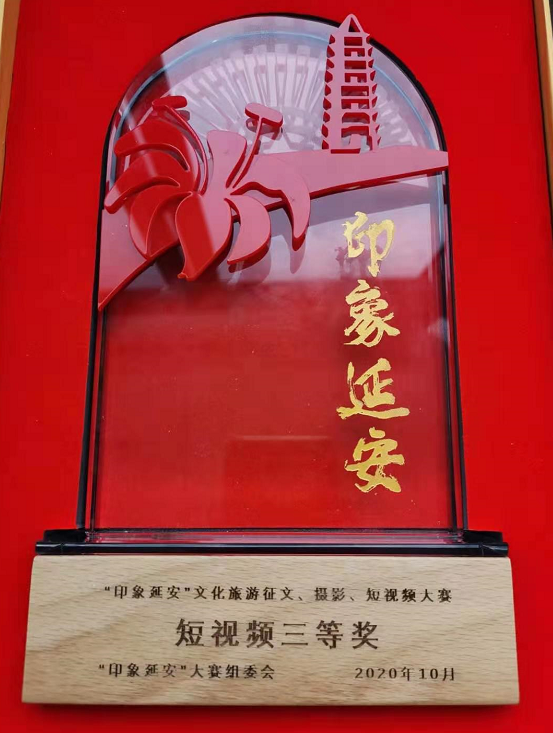 印象延安
“印象延安”文化旅游征文、摄影、短视频大赛
短视频三等奖
“印象延安”大赛组委会 2020年10月